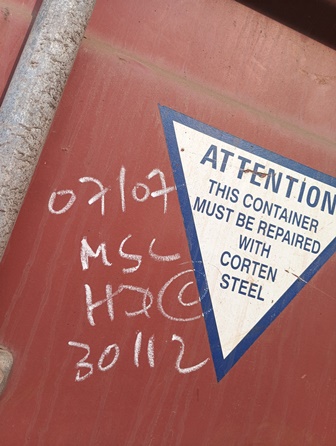 ATTENTION
THIS CONTAINER
MUST BE REPAIRED
WITH
CORTEN
STEEL
07/07
MSC
30112